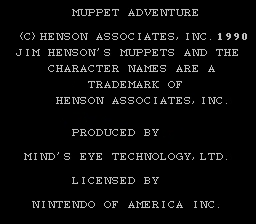 MUPPET ADVENTURE
(C)HENSON ASSOCIATES,INC.1990
JIM HENSON'S MUPPETS AND THE
CHARACTER NAMES ARE A
TRADEMARK OF
HENSON ASSOCIATES,INC.
PRODUCED BY
MIND'S EYE TECHNOLOGY,LTD.
LICENSED BY
NINTENDO OF AMERICA INC.